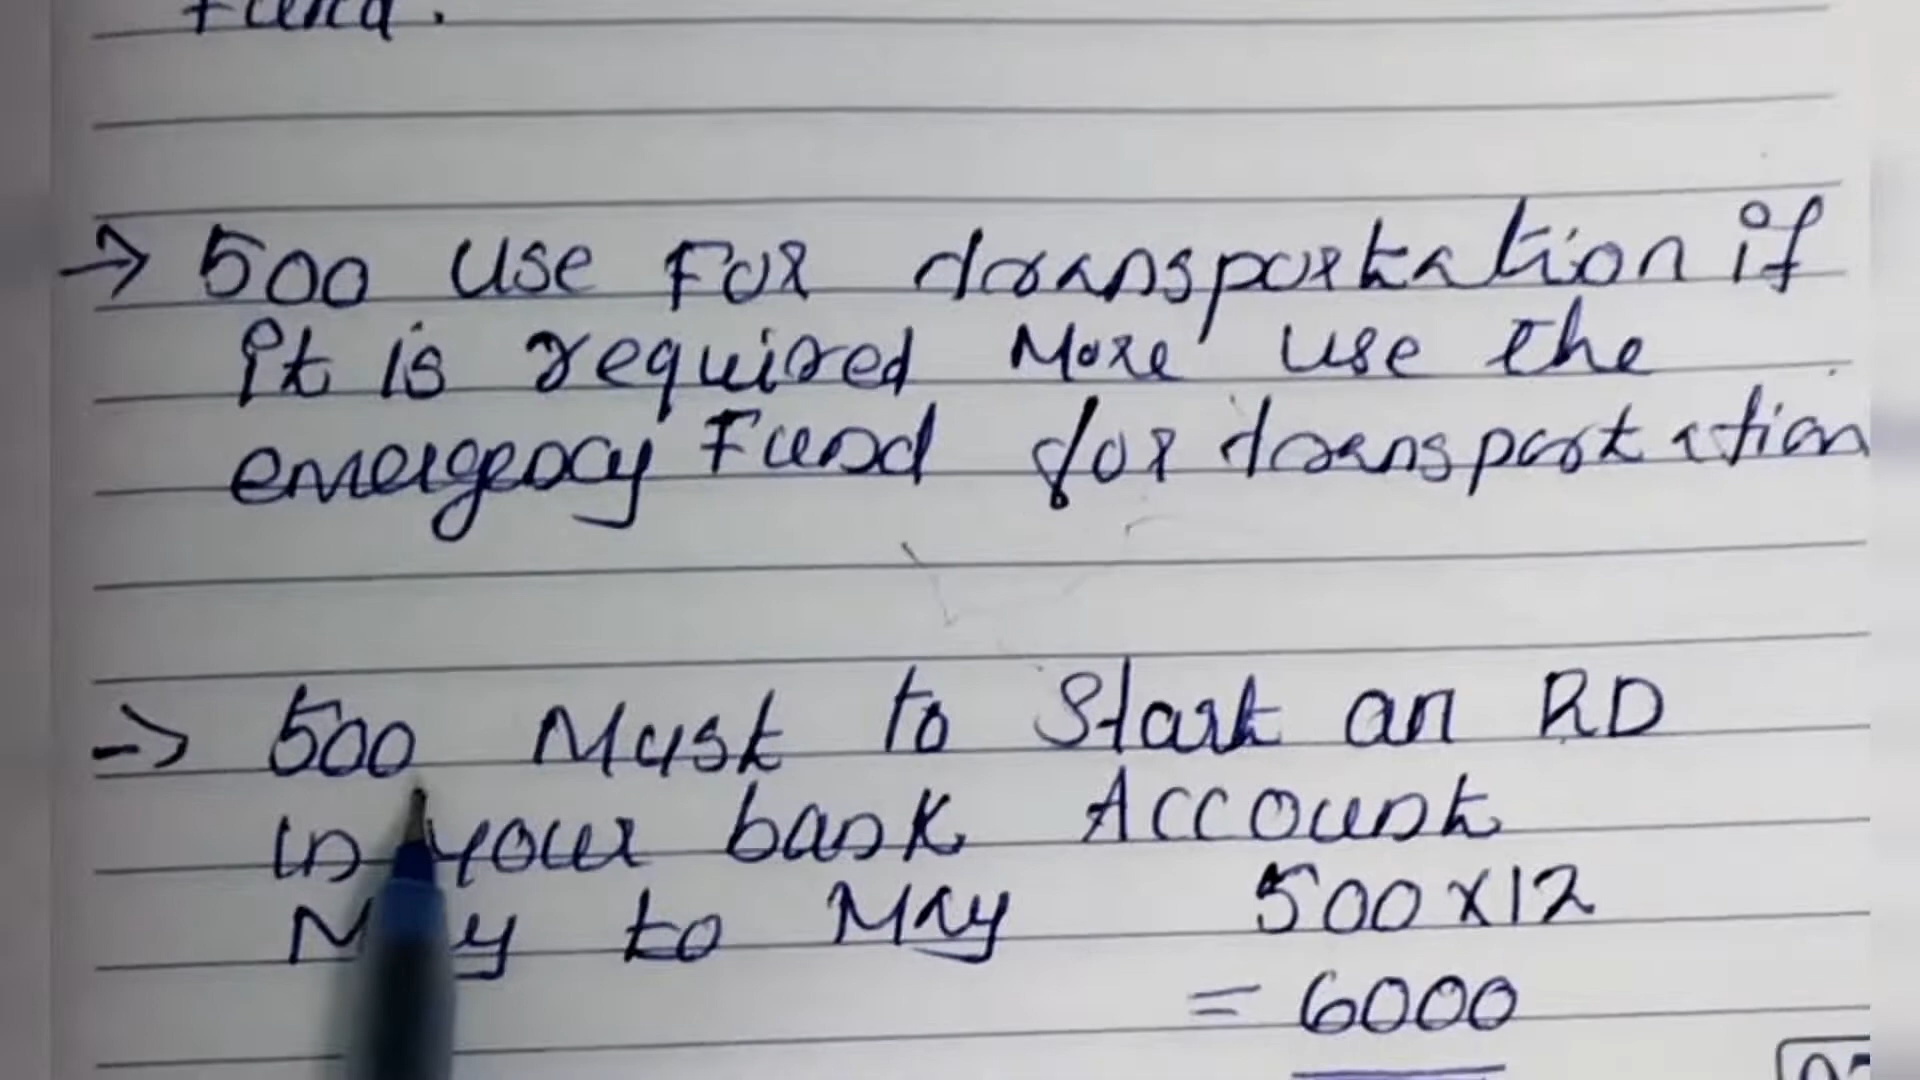 Fund.
→ 500 use For transportation if
it is required More use the
emergency Fund for transportation
→ 500 Must to Start an RD
in your bank Account
May to May 500x12
= 6000